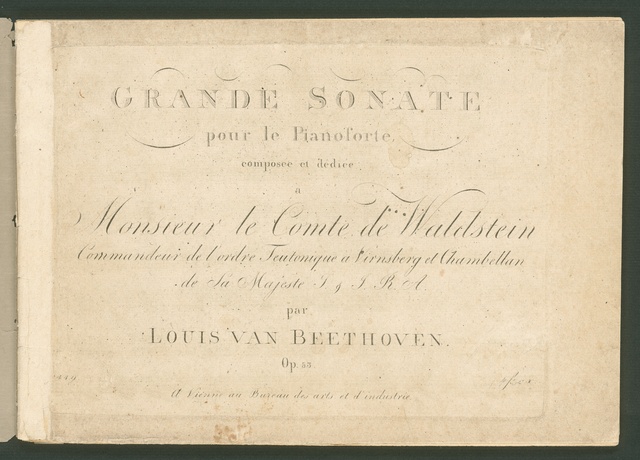 GRANDE SONATE
pour le Pianoforte,
composée et dédiée
à
Monsieur le Comte de Waldstein
Commandeur de l'ordre Teutonique à Virnsberg et Chambellan
de Sa Majesté I. & I. R. A.
par
LOUIS VAN BEETHOVEN.
Op. 53.
A Vienne au Bureau des arts et d'industrie.